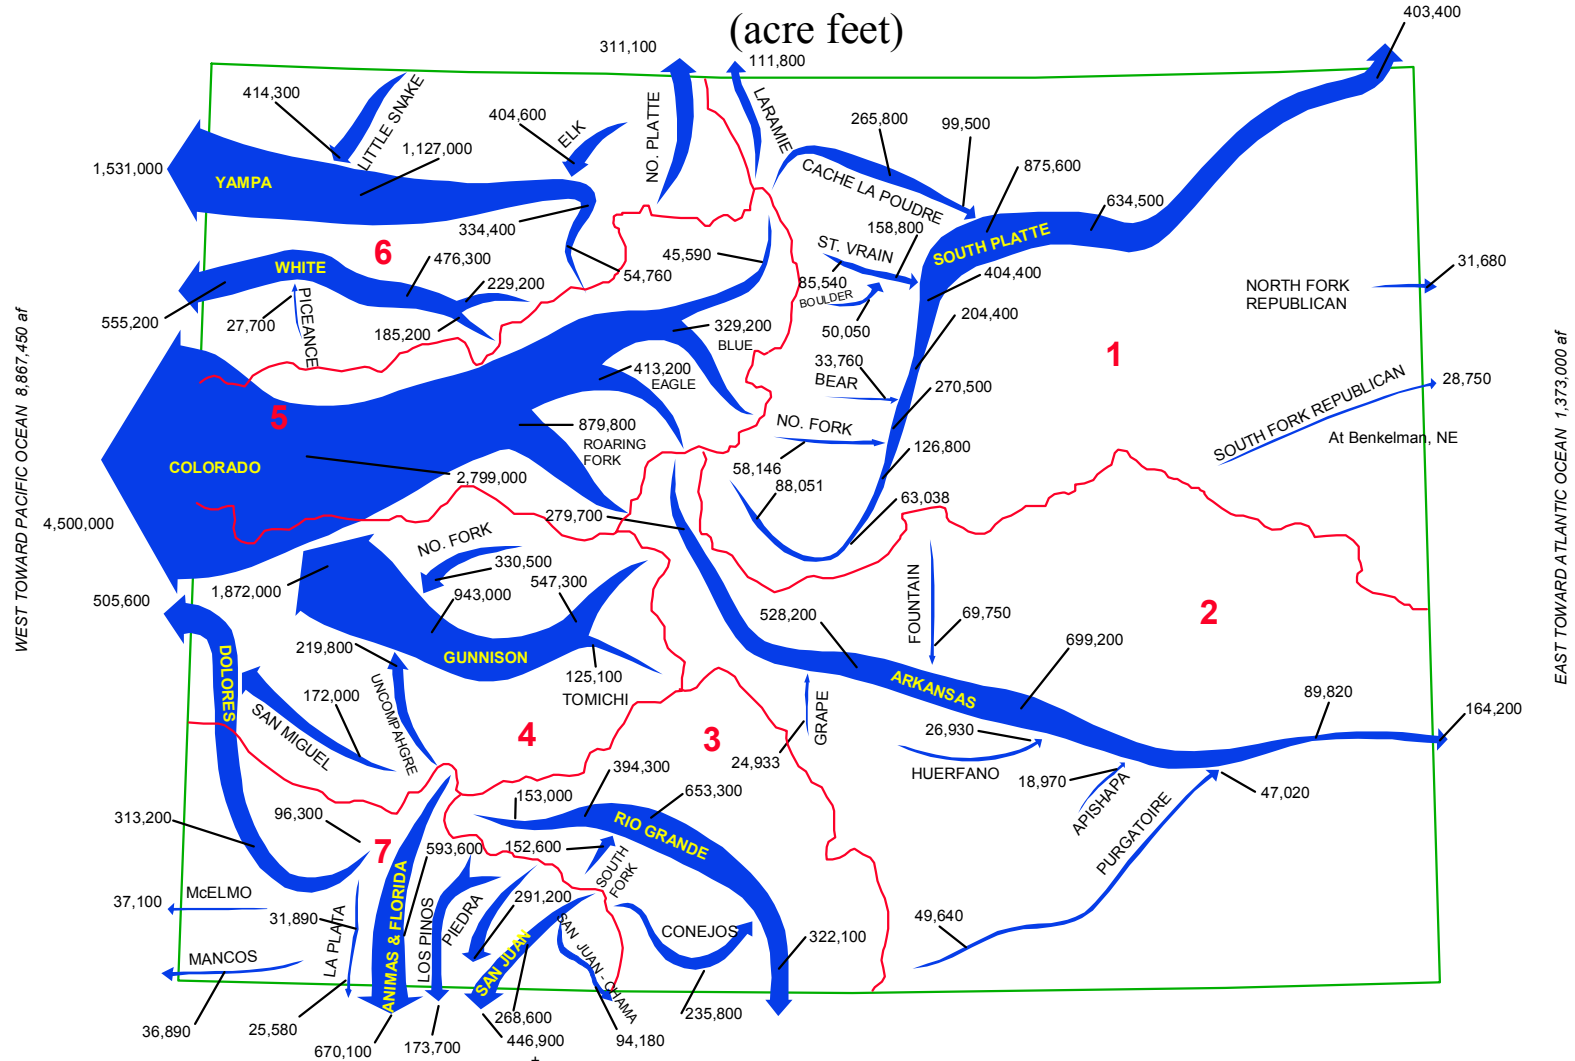 (acre feet)
403,400
311,100
111,800
414,300
LITTLE SNAKE
404,600
ELK
NO. PLATTE
LARAMIE
265,800
99,500
1,531,000
YAMPA
1,127,000
CACHE LA POUDRE
875,600
634,500
334,400
54,760
45,590
158,800
ST. VRAIN
SOUTH PLATTE
6
WHITE
476,300
229,200
85,540
BOULDER
404,400
NORTH FORK
REPUBLICAN
31,680
555,200
27,700
PICEANCE
185,200
50,050
204,400
329,200
BLUE
33,760
BEAR
1
413,200
EAGLE
270,500
SOUTH FORK REPUBLICAN
28,750
At Benkelman, NE
5
879,800
ROARING
FORK
NO. FORK
126,800
58,146
COLORADO
2,799,000
88,051
63,038
4,500,000
279,700
WEST TOWARD PACIFIC OCEAN 8,867,450 af
EAST TOWARD ATLANTIC OCEAN 1,373,000 af
NO. FORK
330,500
547,300
1,872,000
943,000
505,600
FOUNTAIN
69,750
528,200
2
219,800
GUNNISON
125,100
TOMICHI
699,200
DOLORES
172,000
SAN MIGUEL
UNCOMPAHGRE
ARKANSAS
89,820
164,200
4
3
GRAPE
24,933
26,930
HUERFANO
18,970
APISHAPA
47,020
PURGATOIRE
394,300
653,300
153,000
RIO GRANDE
96,300
313,200
7
593,600
152,600
SOUTH
FORK
McELMO
37,100
31,890
LA PLATA
ANIMAS & FLORIDA
LOS PINOS
PIEDRA
291,200
SAN JUAN
SAN JUAN - CHAMA
CONEJOS
322,100
49,640
MANCOS
36,890
25,580
670,100
173,700
268,600
446,900
+
94,180
235,800